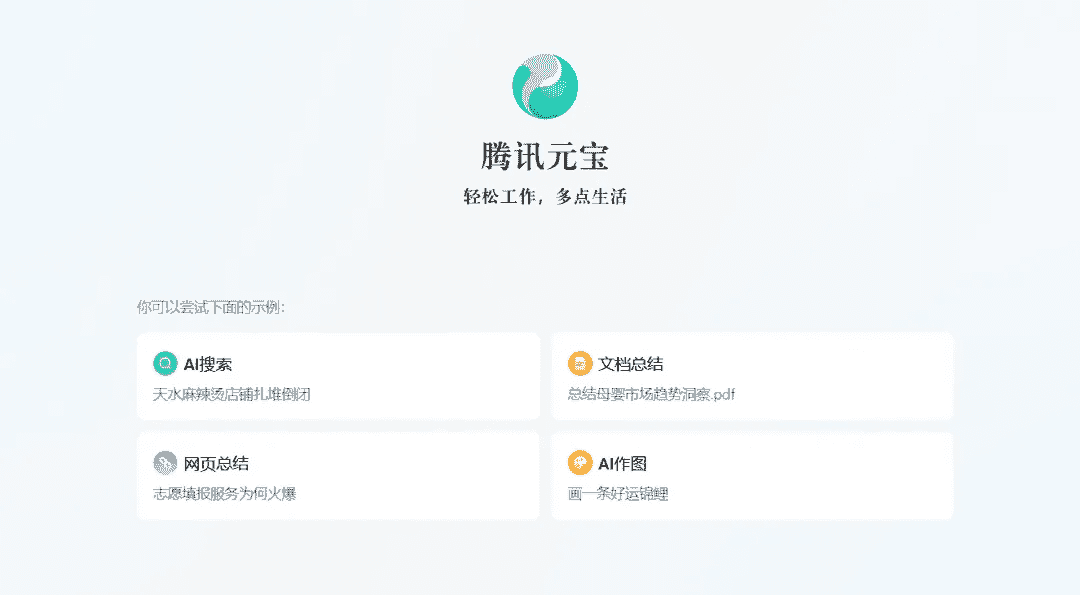 腾讯元宝
轻松工作，多点生活
你可以尝试下面的示例：
AI搜索
天水麻辣烫店铺扎堆倒闭
文档总结
总结母婴市场趋势洞察.pdf
网页总结
志愿填报服务为何火爆
AI作图
画一条好运锦鲤